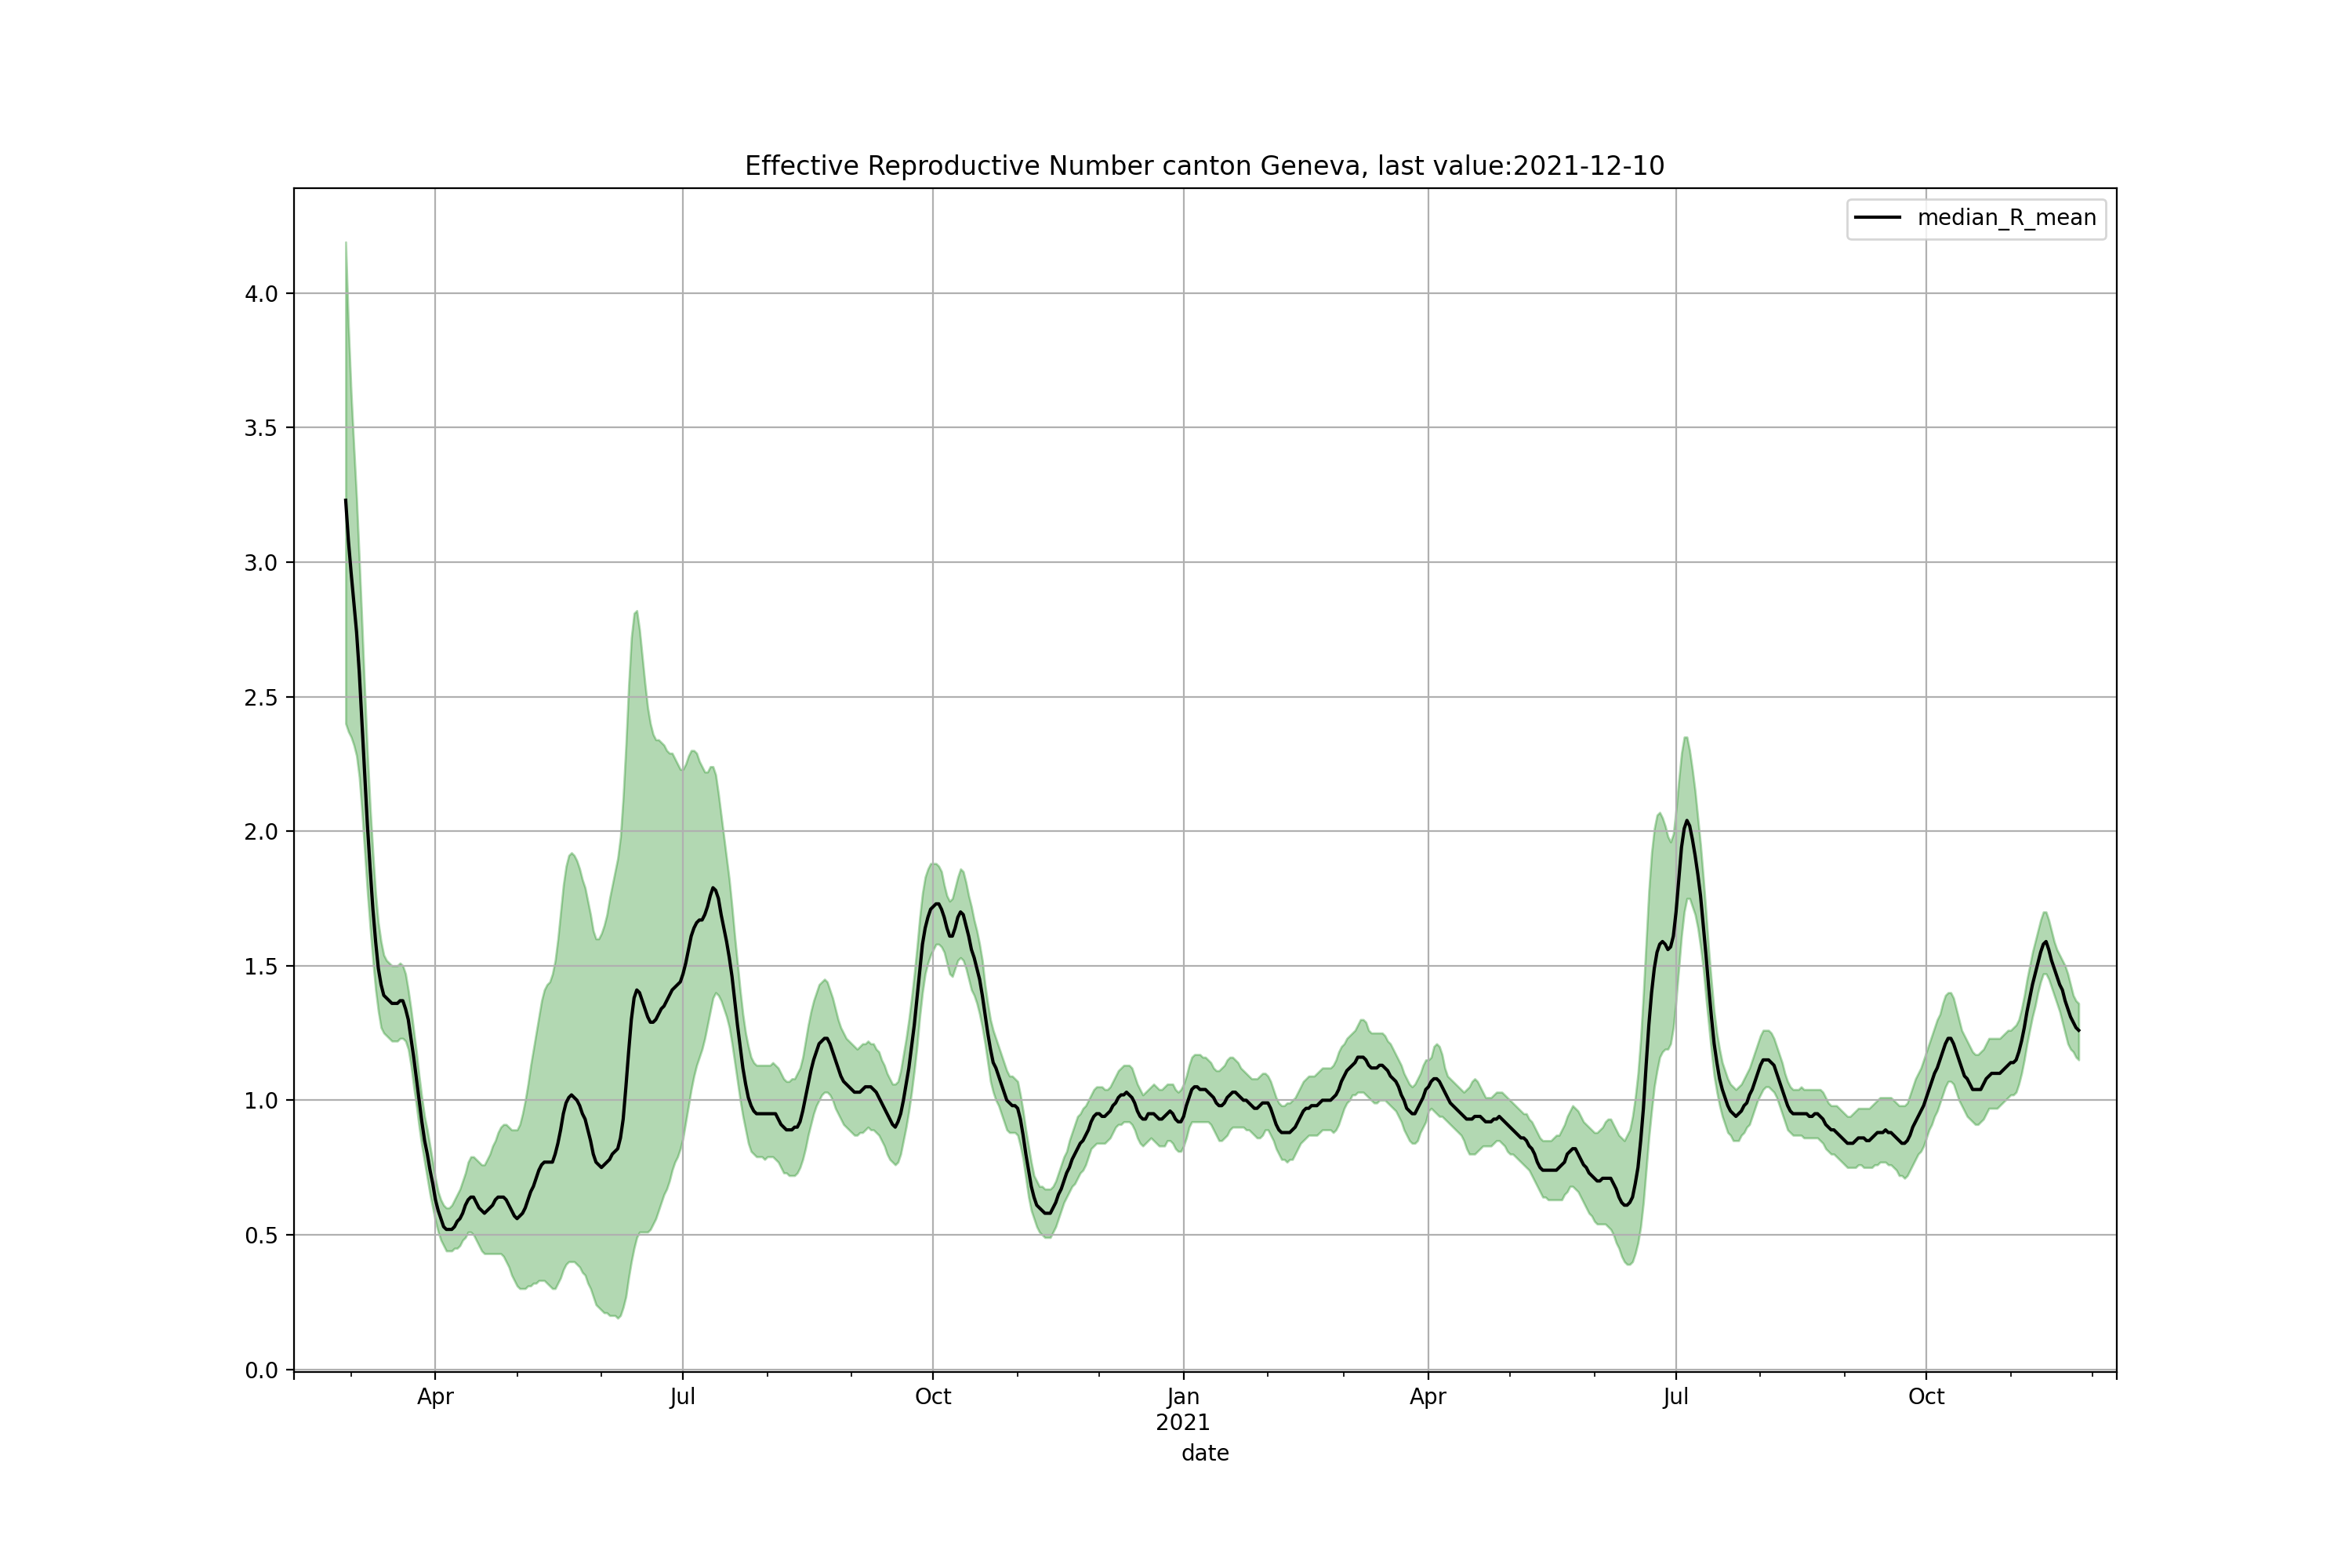 Effective Reproductive Number canton Geneva, last value:2021-12-10
median_R_mean
4.0
3.5
3.0
2.5
2.0
1.5
1.0
0.5
0.0
Apr Jul Oct Jan Apr Jul Oct
2021
date